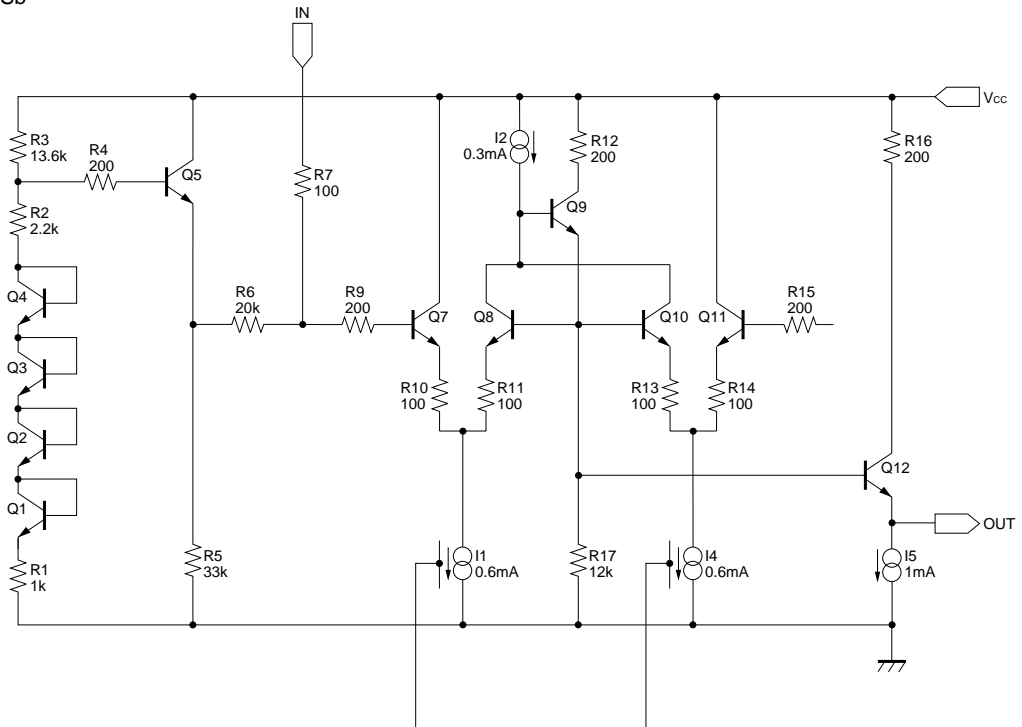 IN
Vcc
R3
13.6k
R4
200
Q5
R2
2.2k
R7
100
I2
0.3mA
R12
200
R16
200
Q9
Q4
R6
20k
R9
200
Q7
Q8
Q10
Q11
R15
200
Q3
R10
100
R11
100
R13
100
R14
100
Q2
Q12
Q1
OUT
R1
1k
R5
33k
I1
0.6mA
R17
12k
I4
0.6mA
I5
1mA